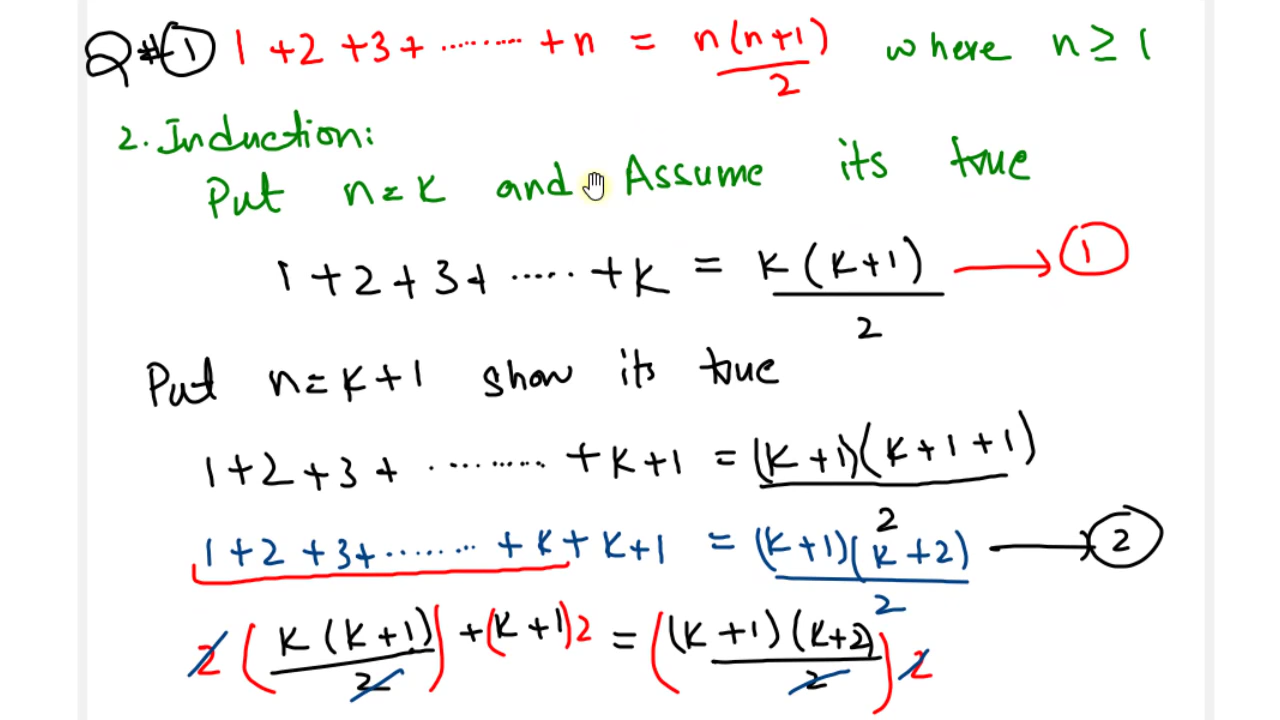 Q#1 1 + 2 + 3 + ......... + n = n(n+1)/2 where n ≥ 1
2. Induction:
Put n = k and Assume its true
1 + 2 + 3 + ..... + k = k(k+1)/2 → 1
Put n = k+1 show its true
1 + 2 + 3 + .......... + k+1 = (k+1)(k+1+1)/2
1 + 2 + 3 + ........ + k + k+1 = (k+1)(k+2)/2 → 2
2(k(k+1)/2) + (k+1)2 = ((k+1)(k+2)/2)2